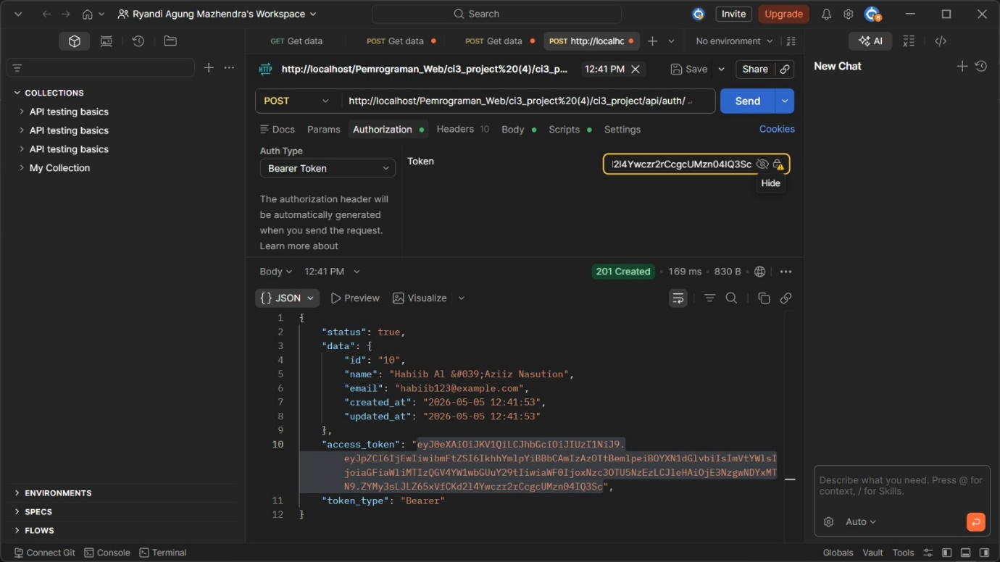 Ryandi Agung Mazhendra's Workspace
Search
Invite
Upgrade
GET Get data
POST Get data
POST Get data
POST http://localhc
No environment
AI
HTTP http://localhost/Pemrograman_Web/ci3_project%20(4)/ci3_p...
12:41 PM
Save
Share
New Chat
COLLECTIONS
API testing basics
API testing basics
API testing basics
My Collection
POST
http://localhost/Pemrograman_Web/ci3_project%20(4)/ci3_project/api/auth/
Send
Docs
Params
Authorization
Headers 10
Body
Scripts
Settings
Cookies
Auth Type
Bearer Token
Token
2l4Ywczr2rCcgcUMzn04IQ3Sc
Hide
The authorization header will
be automatically generated
when you send the request.
Learn more about
Body
12:41 PM
201 Created
169 ms
830 B
{} JSON
Preview
Visualize
1 {
2 "status": true,
3 "data": {
4 "id": "10",
5 "name": "Habiib Al &#039;Aziiz Nasution",
6 "email": "habiib123@example.com",
7 "created_at": "2026-05-05 12:41:53",
8 "updated_at": "2026-05-05 12:41:53"
9 },
10 "access_token": "eyJ0eXAiOiJKV1QiLCJhbGciOiJIUzI1NiJ9.
eyJpZCI6IjEwIiwibmFtZSI6IkhhYmlpYiBBbCAmIzAzOTtBemlpeiBOYXN1dGlvbiIsImVtYWlsI
joiaGFiaWliMTIzQGV4YW1wbGUuY29tIiwiaWF0IjoxNzc3OTU5NzEzLCJleHAiOjE3NzgwNDYxMT
N9.ZYMy3sLJLZ65xVfCKd2l4Ywczr2rCcgcUMzn04IQ3Sc",
11 "token_type": "Bearer"
12 }
Describe what you need. Press @ for
context, / for Skills.
Auto
ENVIRONMENTS
SPECS
FLOWS
Connect Git
Console
Terminal
Globals
Vault
Tools